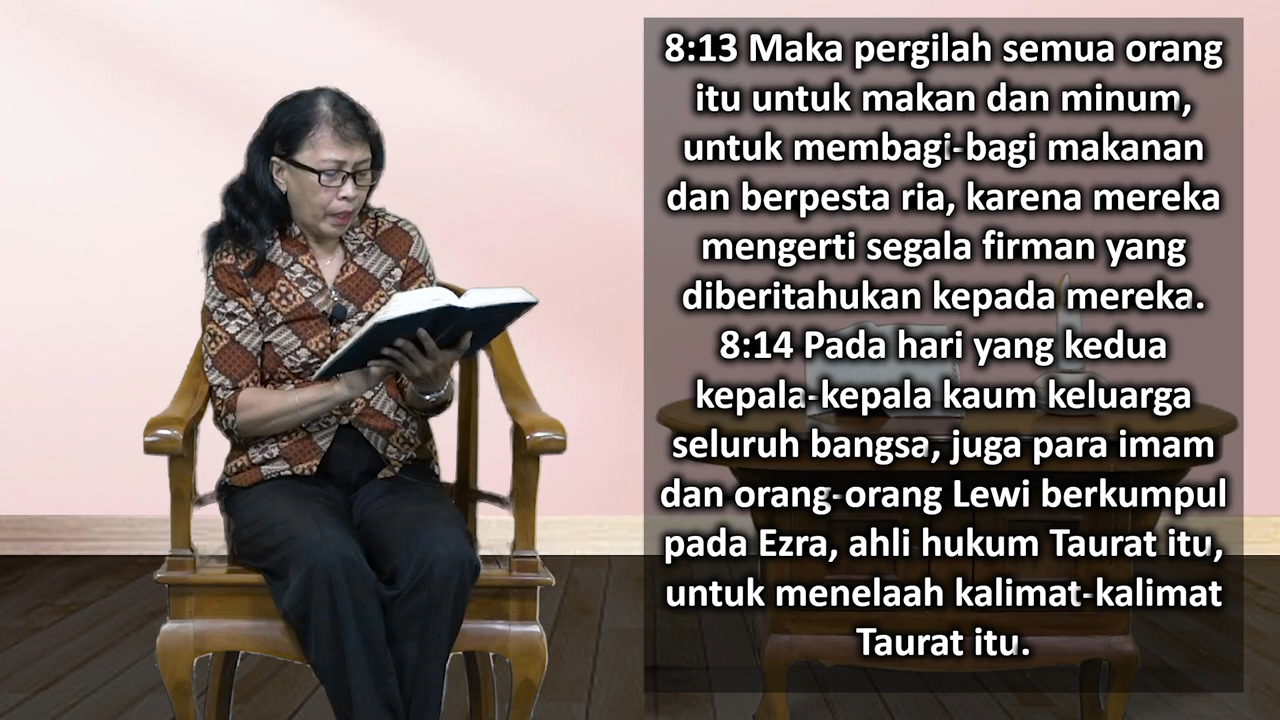 8:13 Maka pergilah semua orang
itu untuk makan dan minum,
untuk membagi-bagi makanan
dan berpesta ria, karena mereka
mengerti segala firman yang
diberitahukan kepada mereka.
8:14 Pada hari yang kedua
kepala-kepala kaum keluarga
seluruh bangsa, juga para imam
dan orang-orang Lewi berkumpul
pada Ezra, ahli hukum Taurat itu,
untuk menelaah kalimat-kalimat
Taurat itu.